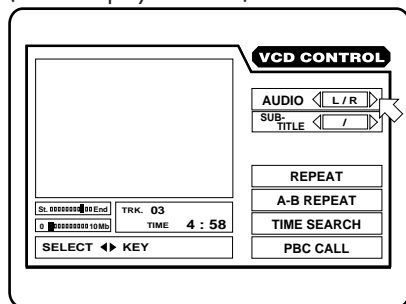 VCD CONTROL
AUDIO L / R
SUB-
TITLE /
REPEAT
A-B REPEAT
St. End
TRK. 03
0 10Mb
TIME 4 : 58
TIME SEARCH
SELECT KEY
PBC CALL